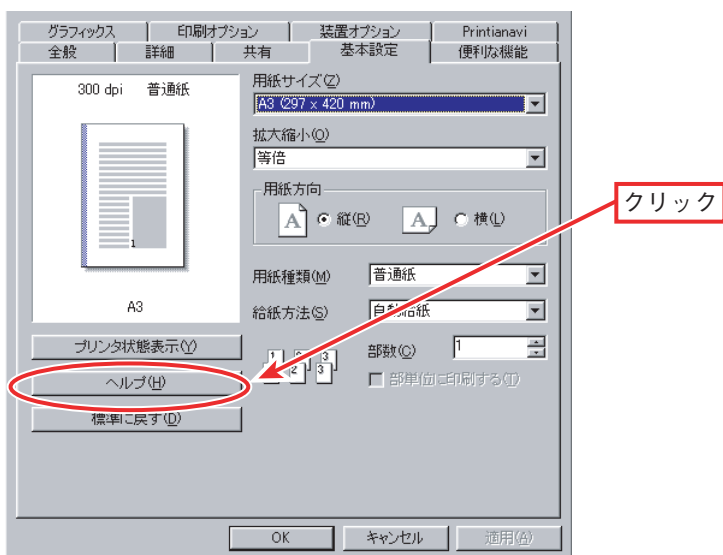 グラフィックス 印刷オプション 装置オプション Printianavi
全般 詳細 共有 基本設定 便利な機能
300 dpi 普通紙
用紙サイズ(Z)
A3 (297 x 420 mm)
拡大縮小(O)
等倍
用紙方向
A 縦(R) A 横(L)
クリック
1
用紙種類(M) 普通紙
A3
給紙方法(S) 自動給紙
プリンタ状態表示(Y)
1 2 3
1 2 3
部数(C) 1
ヘルプ(H)
部単位に印刷する(T)
標準に戻す(D)
OK キャンセル 適用(A)